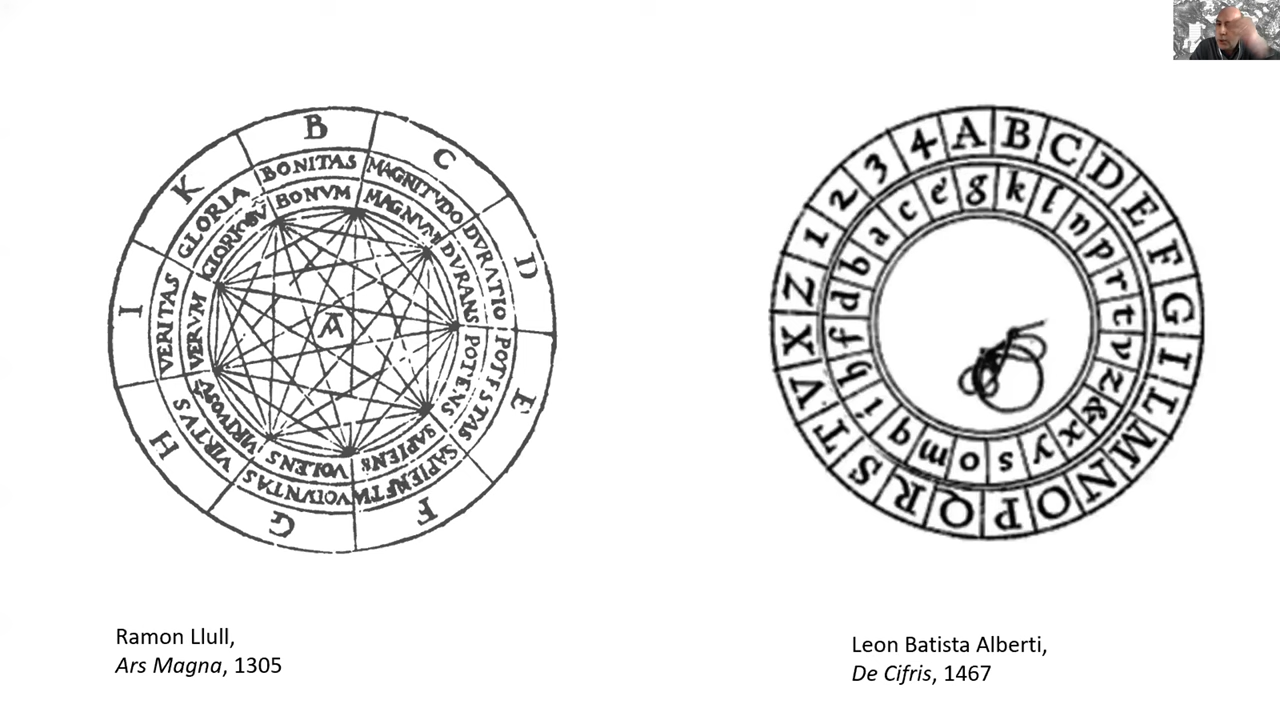 B C D E F G H I K
BONITAS MAGNITVDO DVRATIO POTESTAS SAPIENTIA VOLVNTAS VIRTVS VERITAS GLORIA
BONVM MAGNVM DVRANS POTENS SAPIENS VOLENS VERVM
A
A B C D E F G I L M N O P Q R S T V X Z 1 2 3 4
g k l n p r t v z & x y s o m q i h f d b a c e
Ramon Llull,
Ars Magna, 1305
Leon Batista Alberti,
De Cifris, 1467